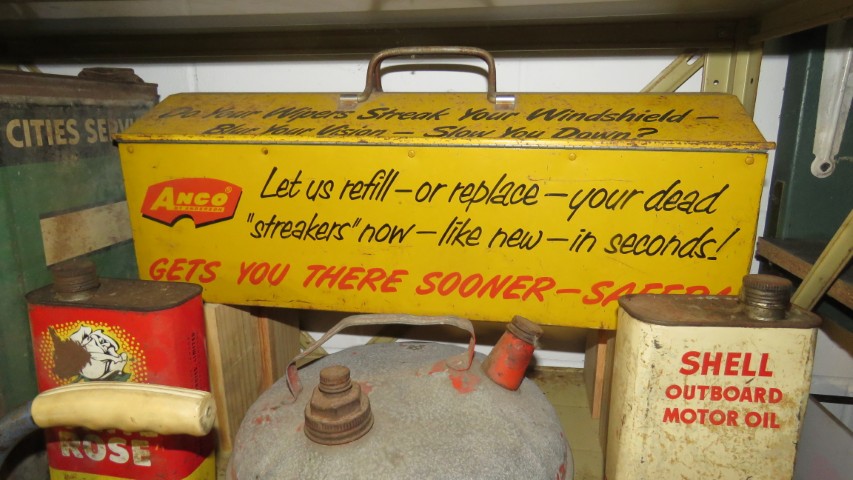 CITIES SERV
Do Your Wipers Streak Your Windshield –
Blur Your Vision – Slow You Down?
ANCO®
Let us refill – or replace – your dead
"streakers" now – like new – in seconds!
GETS YOU THERE SOONER – SAFER
ROSE
SHELL
OUTBOARD
MOTOR OIL